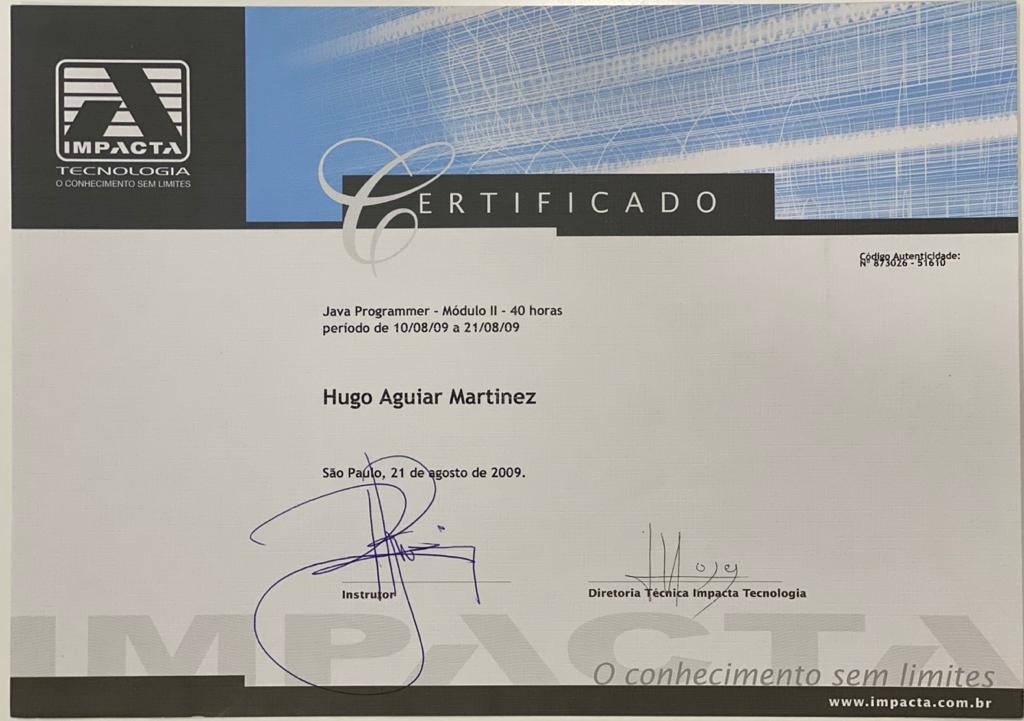 IMPACTA
TECNOLOGIA
O CONHECIMENTO SEM LIMITES
CERTIFICADO
Código Autenticidade:
Nº 873026 - 51610
Java Programmer - Módulo II - 40 horas
período de 10/08/09 a 21/08/09
Hugo Aguiar Martinez
São Paulo, 21 de agosto de 2009.
Instrutor
Diretoria Técnica Impacta Tecnologia
IMPACTA
O conhecimento sem limites
www.impacta.com.br